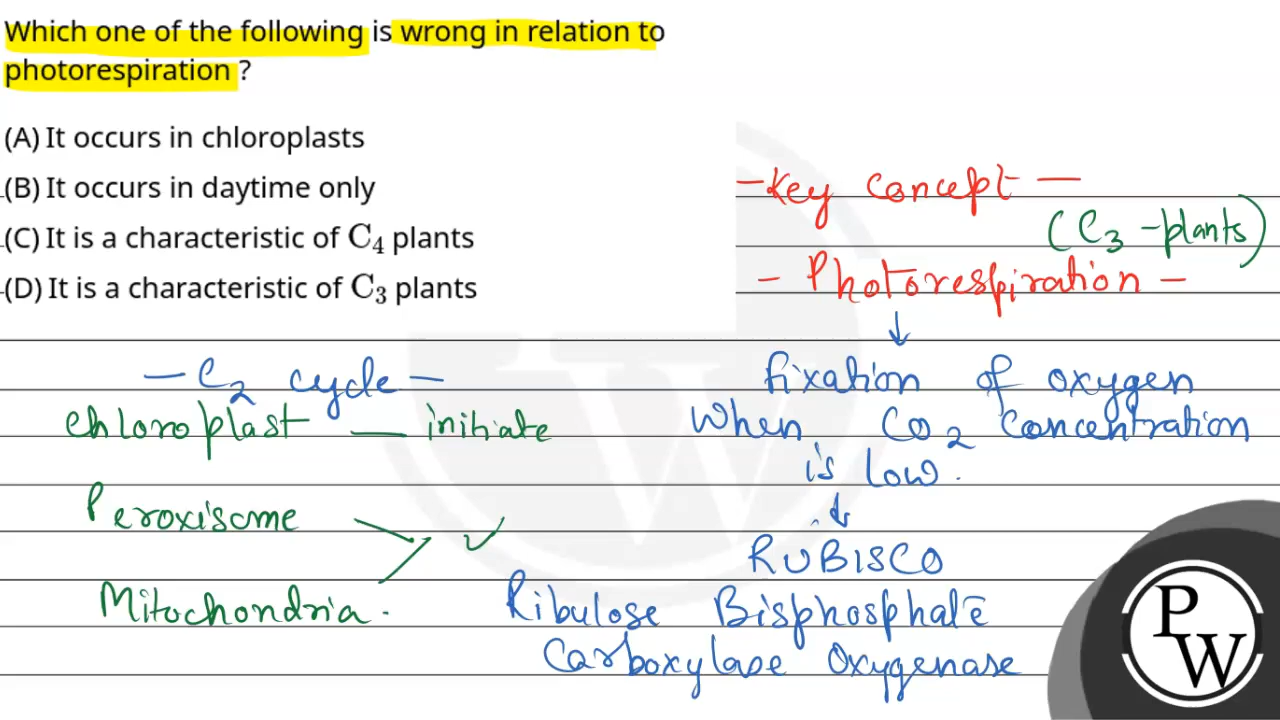 Which one of the following is wrong in relation to
photorespiration ?
(A) It occurs in chloroplasts
(B) It occurs in daytime only
(C) It is a characteristic of C₄ plants
(D) It is a characteristic of C₃ plants
- Key concept -
(C₃ - plants)
- Photorespiration -
↓
fixation of oxygen
When CO₂ concentration
is low.
↓
RUBISCO
Ribulose Bisphosphate
Carboxylase Oxygenase
- C₂ cycle -
Chloroplast — initiate
Peroxisome
Mitochondria.
PW